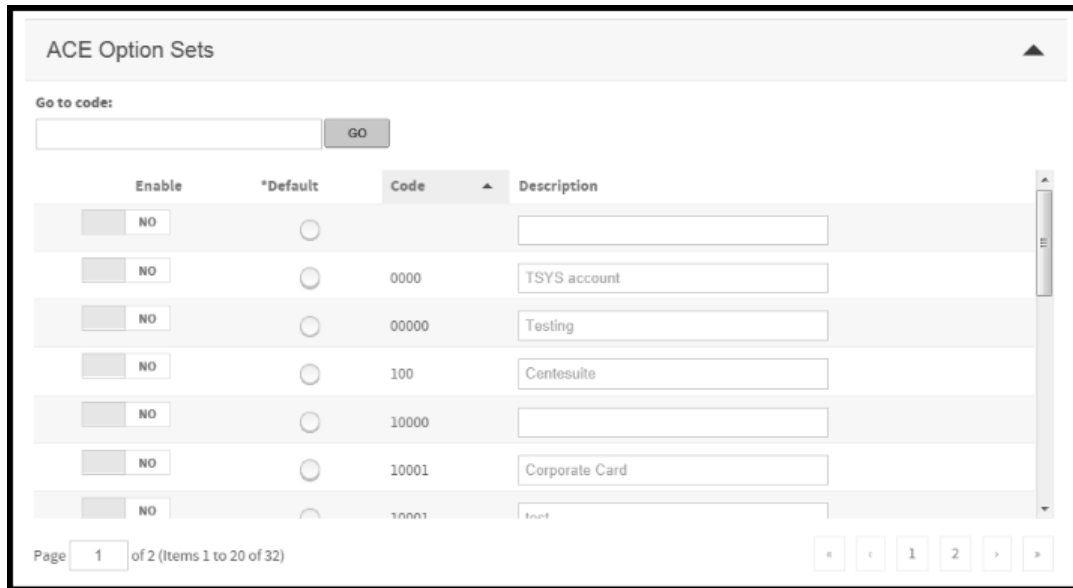 ACE Option Sets
Go to code:
GO
Enable *Default Code Description
NO
NO 0000 TSYS account
NO 00000 Testing
NO 100 Centesuite
NO 10000
NO 10001 Corporate Card
NO 10001 test
Page 1 of 2 (Items 1 to 20 of 32) « ‹ 1 2 › »